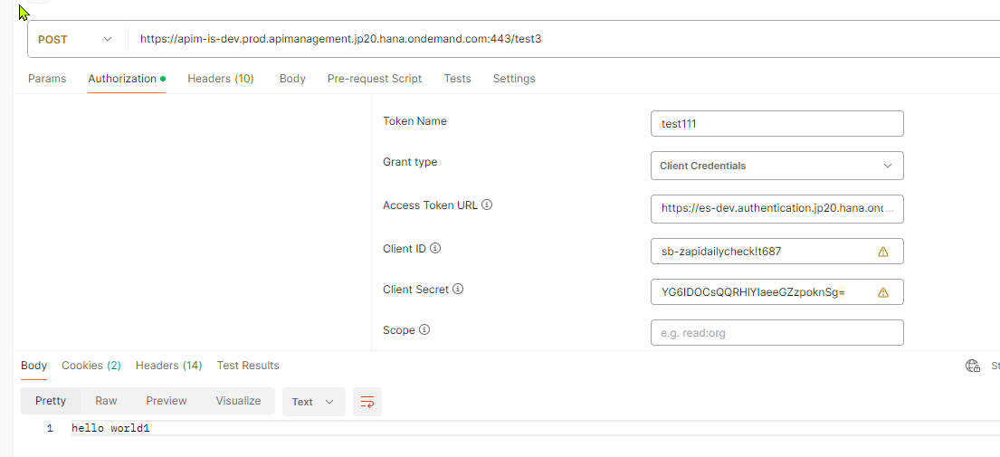 POST https://apim-is-dev.prod.apimanagement.jp20.hana.ondemand.com:443/test3
Params Authorization Headers (10) Body Pre-request Script Tests Settings
Token Name test111
Grant type Client Credentials
Access Token URL https://es-dev.authentication.jp20.hana.on...
Client ID sb-zapidailycheck!t687
Client Secret YG6IDOCsQQRHIYIaeeGZzpoknSg=
Scope e.g. read:org
Body Cookies (2) Headers (14) Test Results St
Pretty Raw Preview Visualize Text
1 hello world1